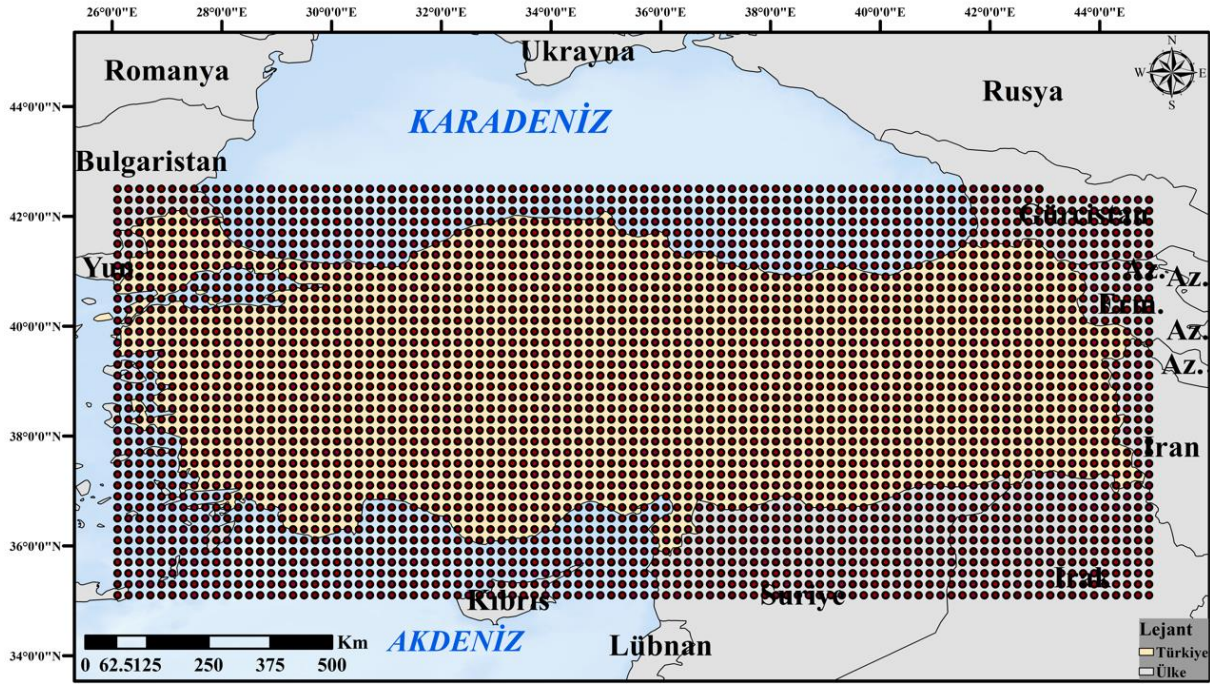 26°0'0"E 28°0'0"E 30°0'0"E 32°0'0"E 34°0'0"E 36°0'0"E 38°0'0"E 40°0'0"E 42°0'0"E 44°0'0"E
Ukrayna
Romanya
Rusya
N
W E
S
44°0'0"N
KARADENİZ
Bulgaristan
42°0'0"N
Gürcistan
Yun.
Az.
Az.
Erm.
40°0'0"N
Az.
Az.
38°0'0"N
Iran
36°0'0"N
Irak
Kıbrıs
Suriye
AKDENİZ
Lübnan
34°0'0"N
Km
0 62.5125 250 375 500
Lejant
Türkiye
Ülke